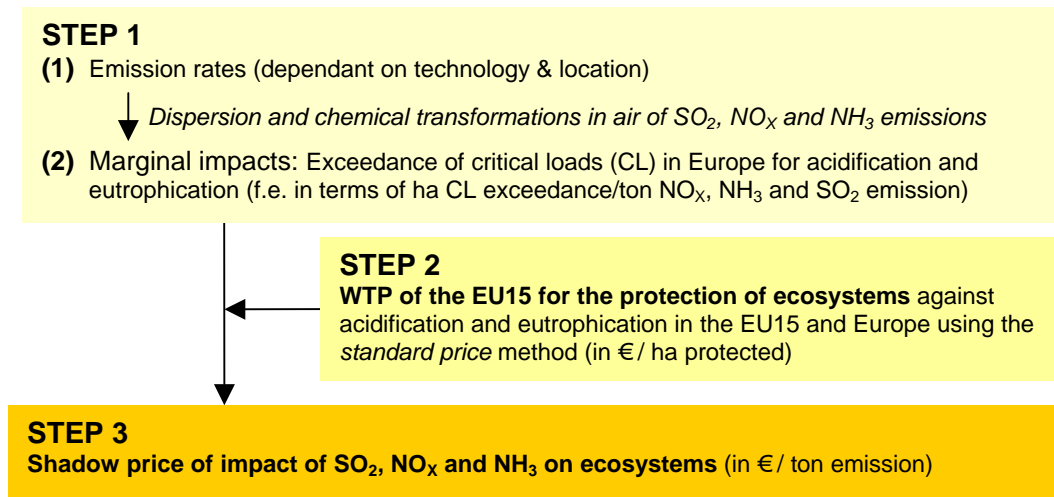 STEP 1
(1) Emission rates (dependant on technology & location)
Dispersion and chemical transformations in air of SO₂, NOX and NH₃ emissions
(2) Marginal impacts: Exceedance of critical loads (CL) in Europe for acidification and
eutrophication (f.e. in terms of ha CL exceedance/ton NOX, NH₃ and SO₂ emission)
STEP 2
WTP of the EU15 for the protection of ecosystems against
acidification and eutrophication in the EU15 and Europe using the
standard price method (in €/ ha protected)
STEP 3
Shadow price of impact of SO₂, NOX and NH₃ on ecosystems (in €/ ton emission)